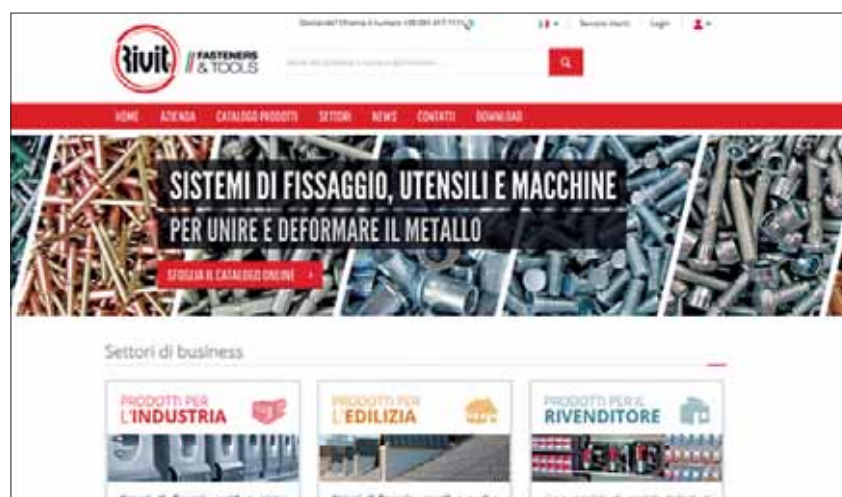 Servizio clienti
Login
Rivit
FASTENERS
& TOOLS
HOME AZIENDA CATALOGO PRODOTTI SETTORI NEWS CONTATTI DOWNLOAD
SISTEMI DI FISSAGGIO, UTENSILI E MACCHINE
PER UNIRE E DEFORMARE IL METALLO
SFOGLIA IL CATALOGO ONLINE
Settori di business
PRODOTTI PER
L'INDUSTRIA
PRODOTTI PER
L'EDILIZIA
PRODOTTI PER IL
RIVENDITORE